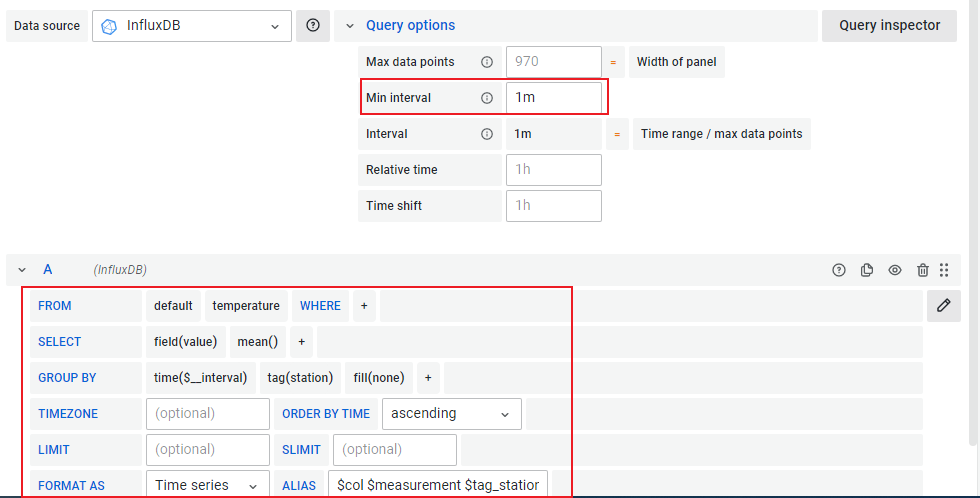 Data source InfluxDB Query options Query inspector
Max data points 970 = Width of panel
Min interval 1m
Interval 1m = Time range / max data points
Relative time 1h
Time shift 1h
A (InfluxDB)
FROM default temperature WHERE +
SELECT field(value) mean() +
GROUP BY time($__interval) tag(station) fill(none) +
TIMEZONE (optional) ORDER BY TIME ascending
LIMIT (optional) SLIMIT (optional)
FORMAT AS Time series ALIAS $col $measurement